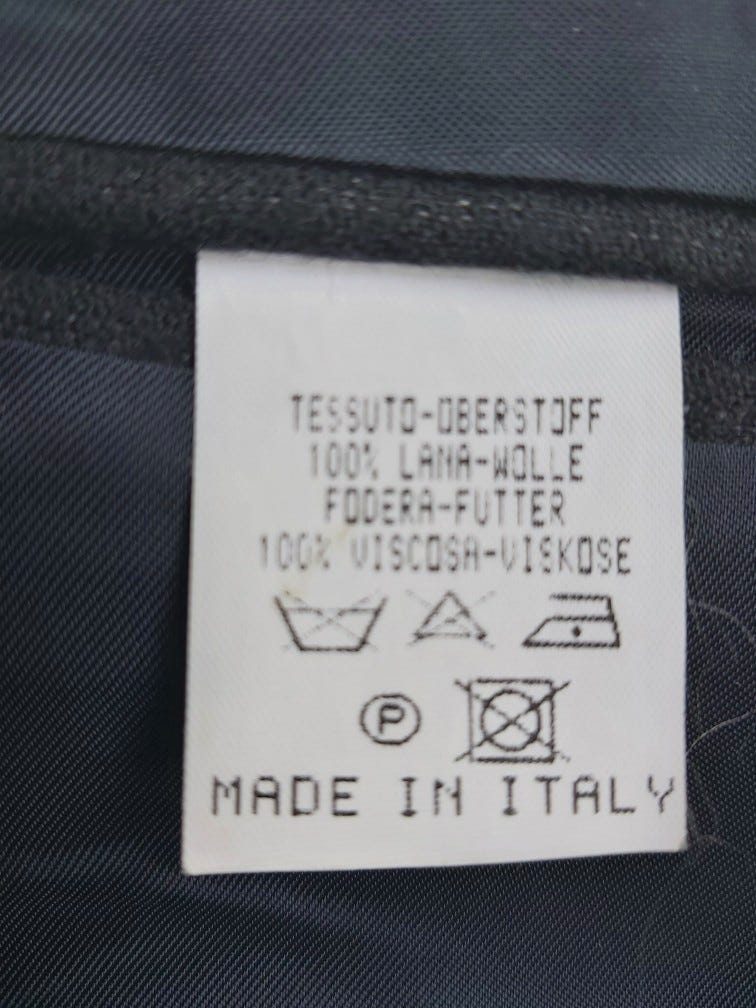 TESSUTO-OBERSTOFF
100% LANA-WOLLE
FODERA-FUTTER
100% VISCOSA-VISKOSE
P
MADE IN ITALY